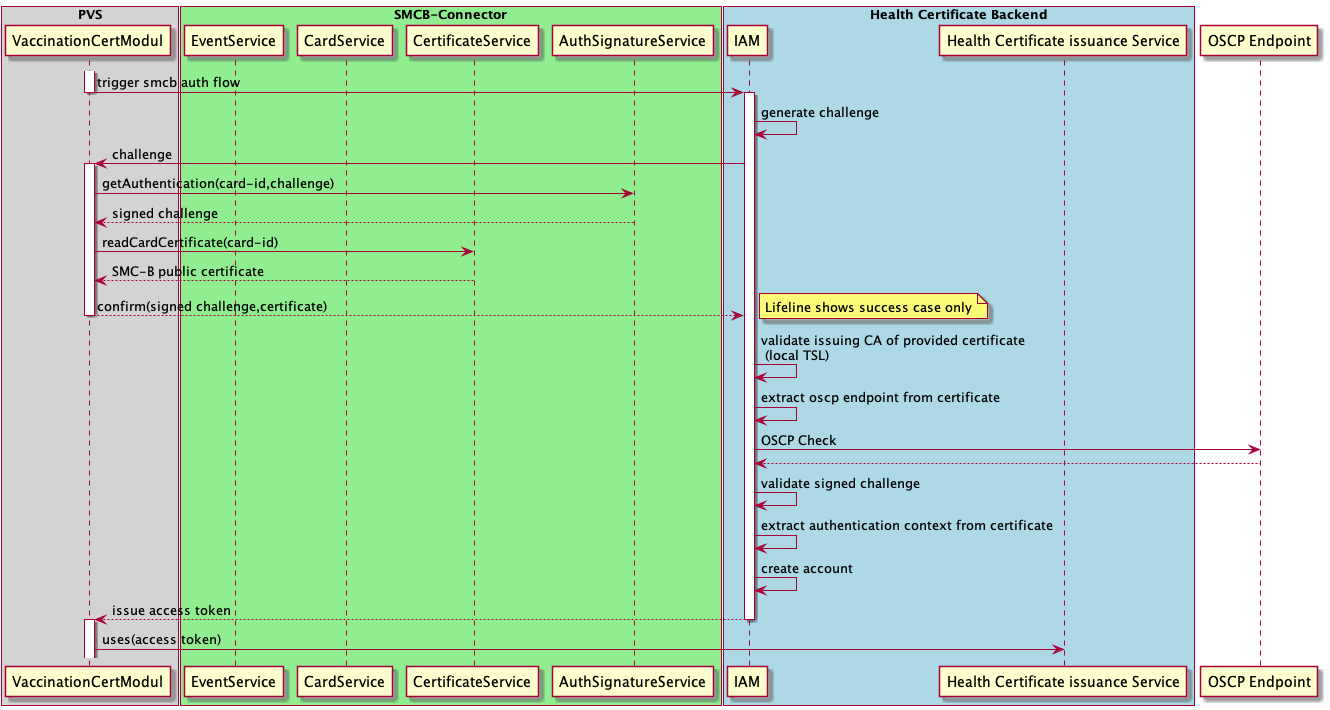 PVS
SMCB-Connector
Health Certificate Backend
VaccinationCertModul
EventService
CardService
CertificateService
AuthSignatureService
IAM
Health Certificate issuance Service
OSCP Endpoint
trigger smcb auth flow
generate challenge
challenge
getAuthentication(card-id,challenge)
signed challenge
readCardCertificate(card-id)
SMC-B public certificate
confirm(signed challenge,certificate)
Lifeline shows success case only
validate issuing CA of provided certificate
(local TSL)
extract oscp endpoint from certificate
OSCP Check
validate signed challenge
extract authentication context from certificate
create account
issue access token
uses(access token)
VaccinationCertModul
EventService
CardService
CertificateService
AuthSignatureService
IAM
Health Certificate issuance Service
OSCP Endpoint